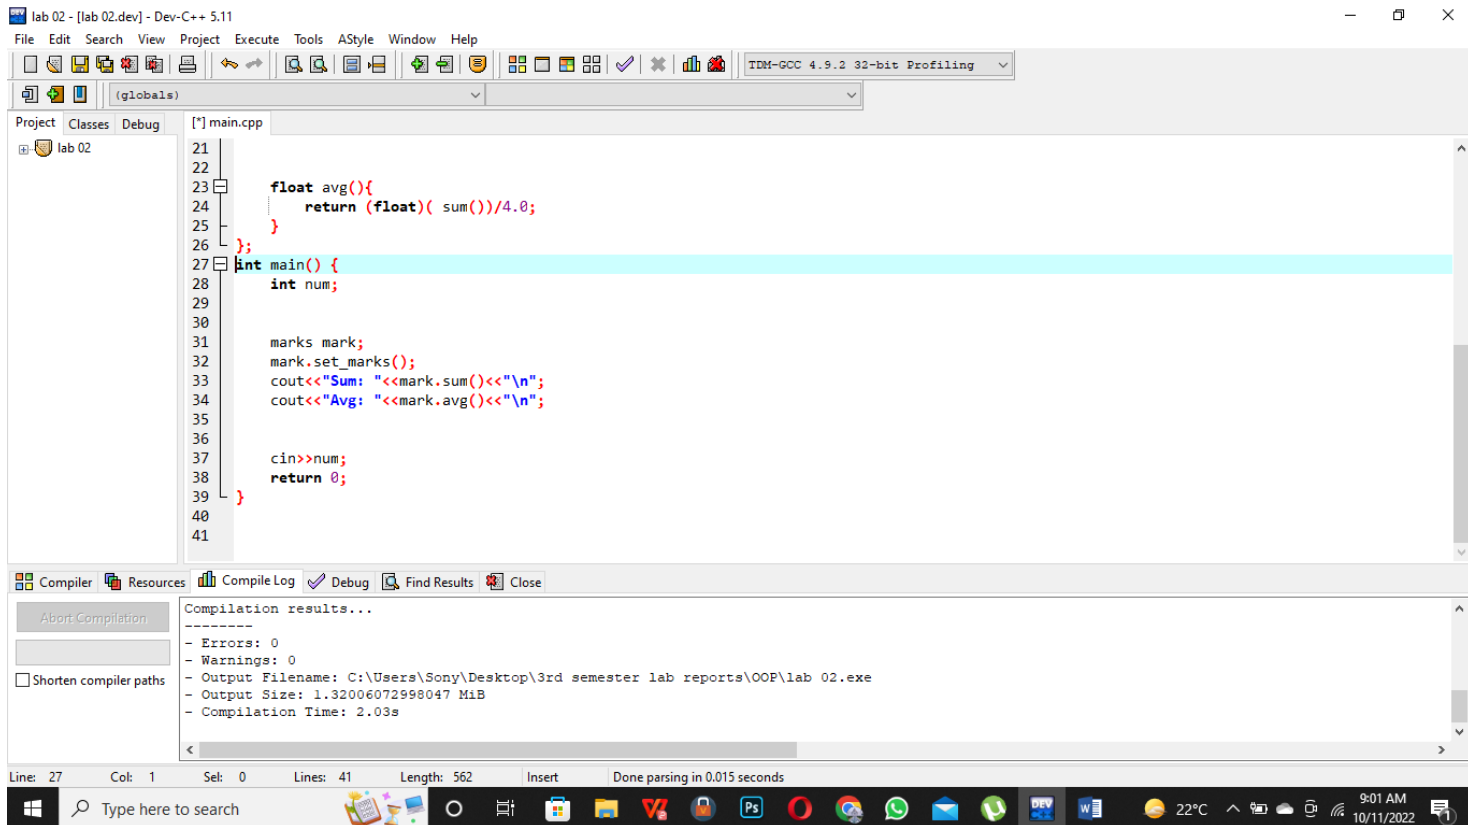 lab 02 - [lab 02.dev] - Dev-C++ 5.11
File Edit Search View Project Execute Tools AStyle Window Help
TDM-GCC 4.9.2 32-bit Profiling
(globals)
Project Classes Debug [*] main.cpp
lab 02
21
22
23 float avg(){
24 return (float)( sum())/4.0;
25 }
26 };
27 int main() {
28 int num;
29
30
31 marks mark;
32 mark.set_marks();
33 cout<<"Sum: "<<mark.sum()<<"\n";
34 cout<<"Avg: "<<mark.avg()<<"\n";
35
36
37 cin>>num;
38 return 0;
39 }
40
41
Compiler Resources Compile Log Debug Find Results Close
Abort Compilation
Shorten compiler paths
Compilation results...
--------
- Errors: 0
- Warnings: 0
- Output Filename: C:\Users\Sony\Desktop\3rd semester lab reports\OOP\lab 02.exe
- Output Size: 1.32006072998047 MiB
- Compilation Time: 2.03s
Line: 27 Col: 1 Sel: 0 Lines: 41 Length: 562 Insert Done parsing in 0.015 seconds
Type here to search
Ps
DEV
W
22°C
9:01 AM
10/11/2022
1